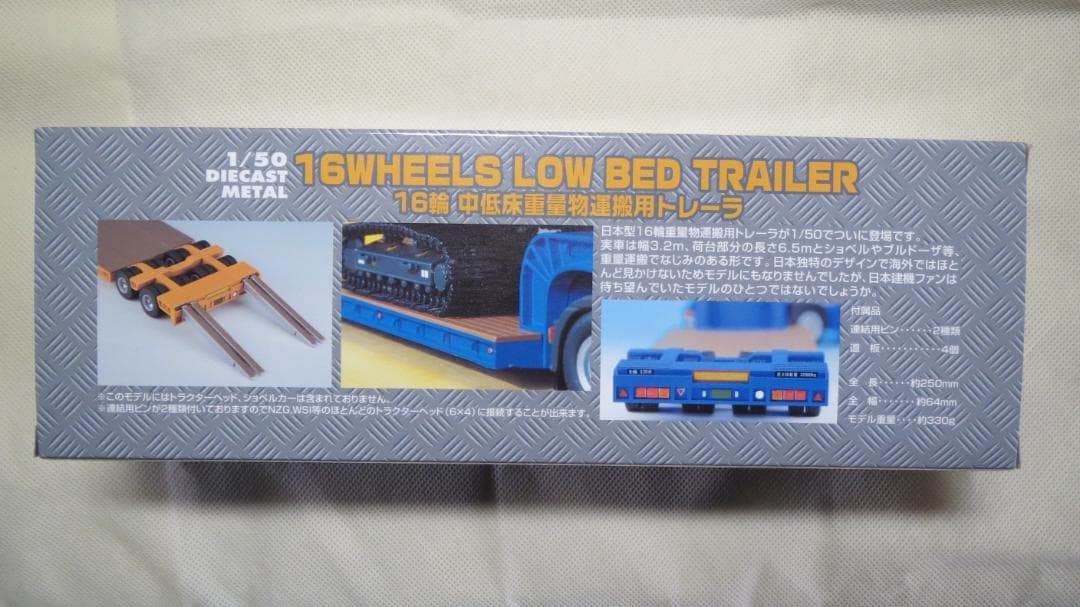 1/50
DIECAST
METAL
16WHEELS LOW BED TRAILER
16輪 中低床重量物運搬用トレーラ
日本型16輪重量物運搬用トレーラが1/50でついに登場です。
実車は幅3.2m、荷台部分の長さ6.5mとショベルやブルドーザ等、
重量運搬でなじみのある形です。日本独特のデザインで海外ではほと
んど見かけないためモデルにもなりませんでしたが、日本建機ファンは
待ち望んでいたモデルのひとつではないでしょうか。
付属品
連結用ピン・・・・・・2種類
道 板・・・・・・・・・・・4個
全 長・・・・・約250mm
全 幅・・・・・・約64mm
モデル重量・・・・約330g
※このモデルにはトラクターヘッド、ショベルカーは含まれておりません。
※連結用ピンが2種類付いておりますのでNZG,WSI等のほとんどのトラクターヘッド(6×4)に接続することが出来ます。